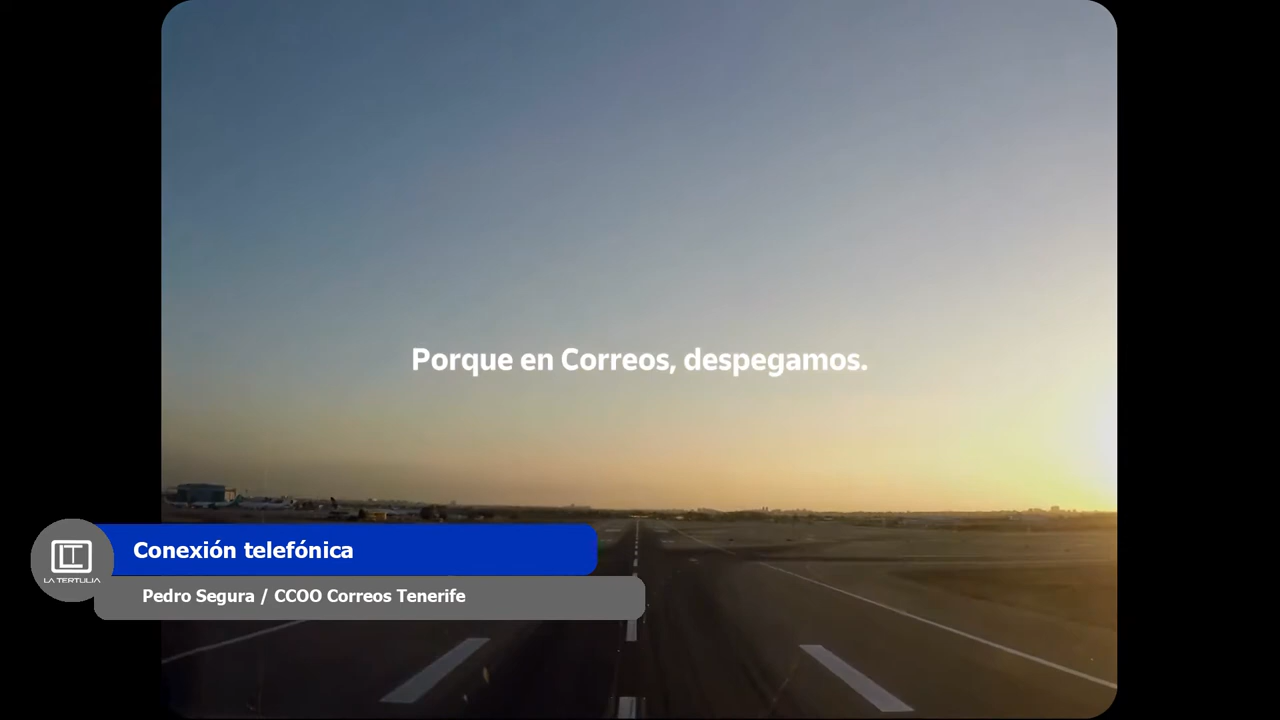 Porque en Correos, despegamos.
Conexión telefónica
LA TERTULIA
Pedro Segura / CCOO Correos Tenerife